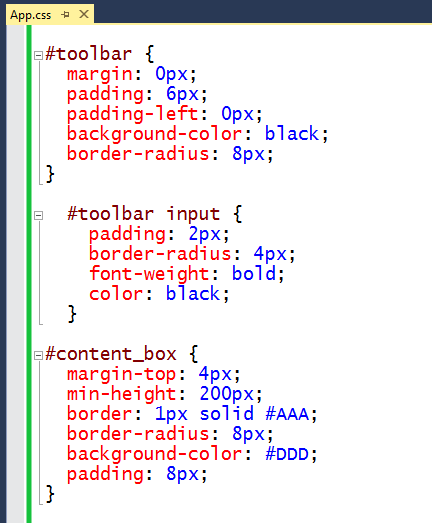 App.css
#toolbar {
  margin: 0px;
  padding: 6px;
  padding-left: 0px;
  background-color: black;
  border-radius: 8px;
}
  #toolbar input {
    padding: 2px;
    border-radius: 4px;
    font-weight: bold;
    color: black;
  }
#content_box {
  margin-top: 4px;
  min-height: 200px;
  border: 1px solid #AAA;
  border-radius: 8px;
  background-color: #DDD;
  padding: 8px;
}